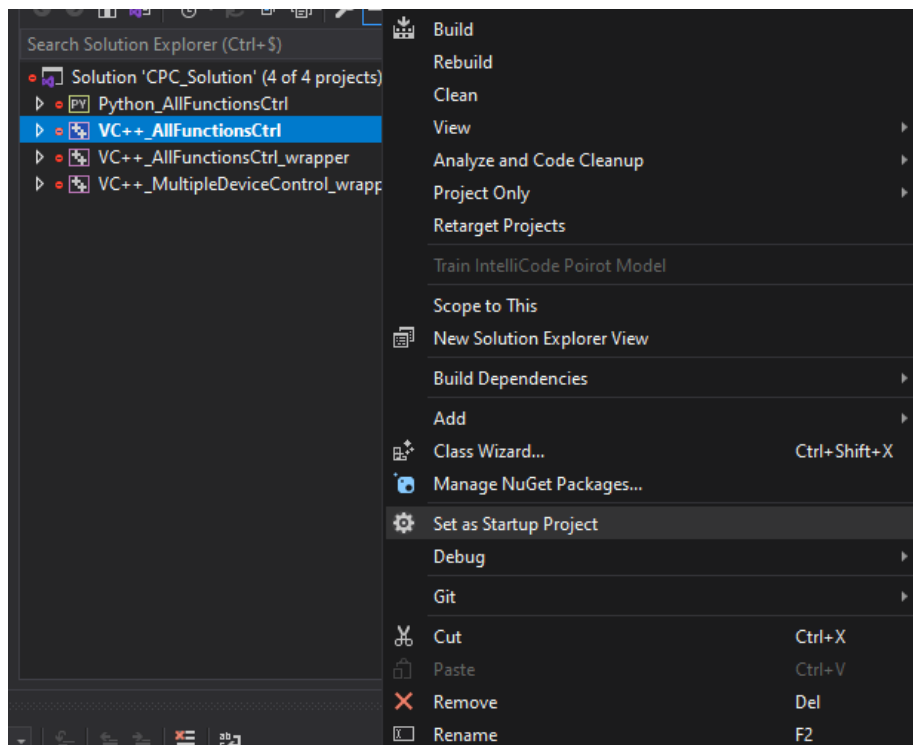 Search Solution Explorer (Ctrl+$)
Solution 'CPC_Solution' (4 of 4 projects)
PY Python_AllFunctionsCtrl
VC++_AllFunctionsCtrl
VC++_AllFunctionsCtrl_wrapper
VC++_MultipleDeviceControl_wrapp
Build
Rebuild
Clean
View
Analyze and Code Cleanup
Project Only
Retarget Projects
Train IntelliCode Poirot Model
Scope to This
New Solution Explorer View
Build Dependencies
Add
Class Wizard... Ctrl+Shift+X
Manage NuGet Packages...
Set as Startup Project
Debug
Git
Cut Ctrl+X
Paste Ctrl+V
Remove Del
Rename F2